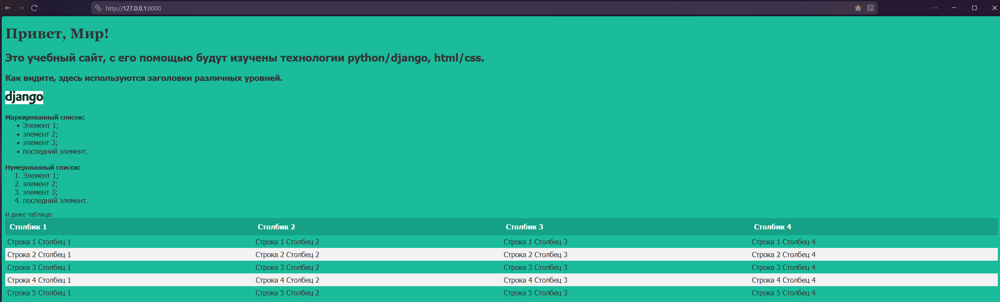 http://127.0.0.1:8000
Привет, Мир!
Это учебный сайт, с его помощью будут изучены технологии python/django, html/css.
Как видите, здесь используются заголовки различных уровней.
django
Маркированный список:
• Элемент 1;
• элемент 2;
• элемент 3;
• последний элемент.
Нумерованный список:
1. Элемент 1;
2. элемент 2;
3. элемент 3;
4. последний элемент.
И даже таблица:
Столбик 1 Столбик 2 Столбик 3 Столбик 4
Строка 1 Столбец 1 Строка 1 Столбец 2 Строка 1 Столбец 3 Строка 1 Столбец 4
Строка 2 Столбец 1 Строка 2 Столбец 2 Строка 2 Столбец 3 Строка 2 Столбец 4
Строка 3 Столбец 1 Строка 3 Столбец 2 Строка 3 Столбец 3 Строка 3 Столбец 4
Строка 4 Столбец 1 Строка 4 Столбец 2 Строка 4 Столбец 3 Строка 4 Столбец 4
Строка 5 Столбец 1 Строка 5 Столбец 2 Строка 5 Столбец 3 Строка 5 Столбец 4